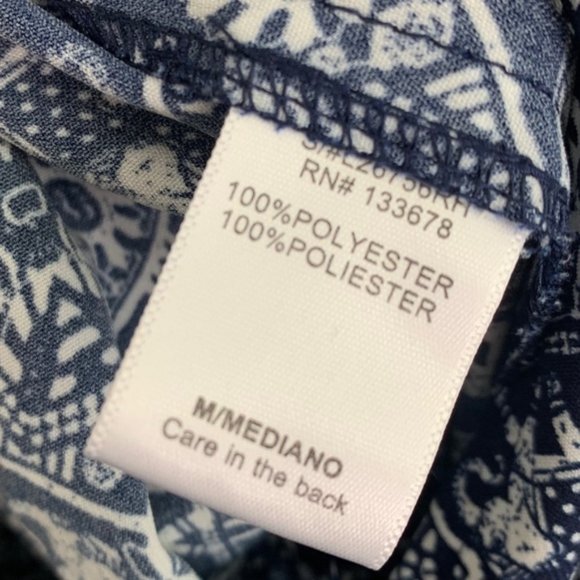 RN# 133678
100%POLYESTER
100%POLIESTER
M/MEDIANO
Care in the back